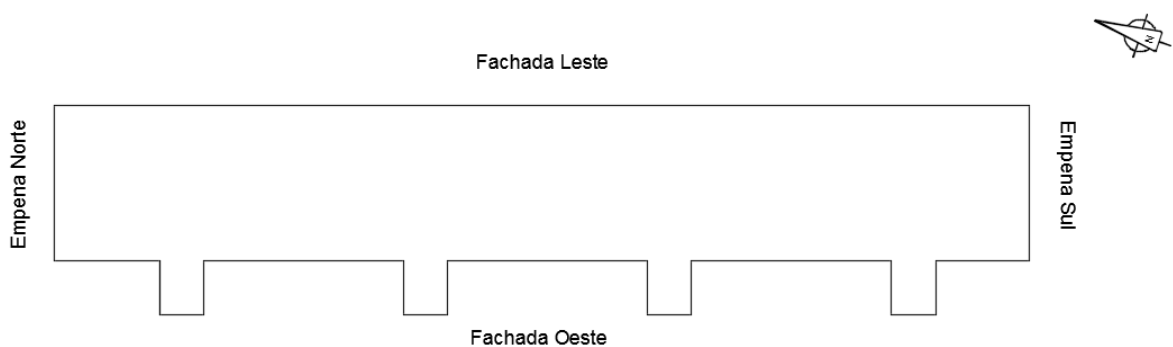 Fachada Leste
N
Empena Norte
Empena Sul
Fachada Oeste